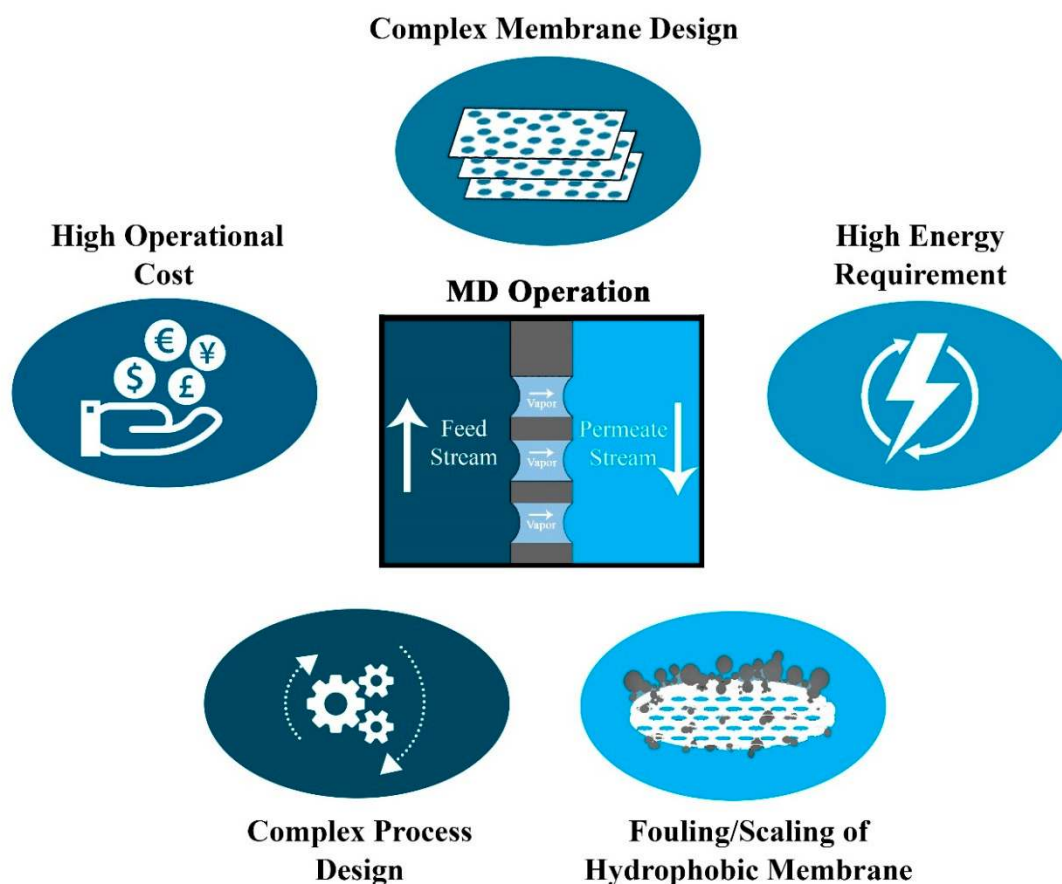 Complex Membrane Design
High Operational
Cost
€
¥
$
£
High Energy
Requirement
MD Operation
Feed
Stream
Vapor
Vapor
Vapor
Permeate
Stream
Complex Process
Design
Fouling/Scaling of
Hydrophobic Membrane